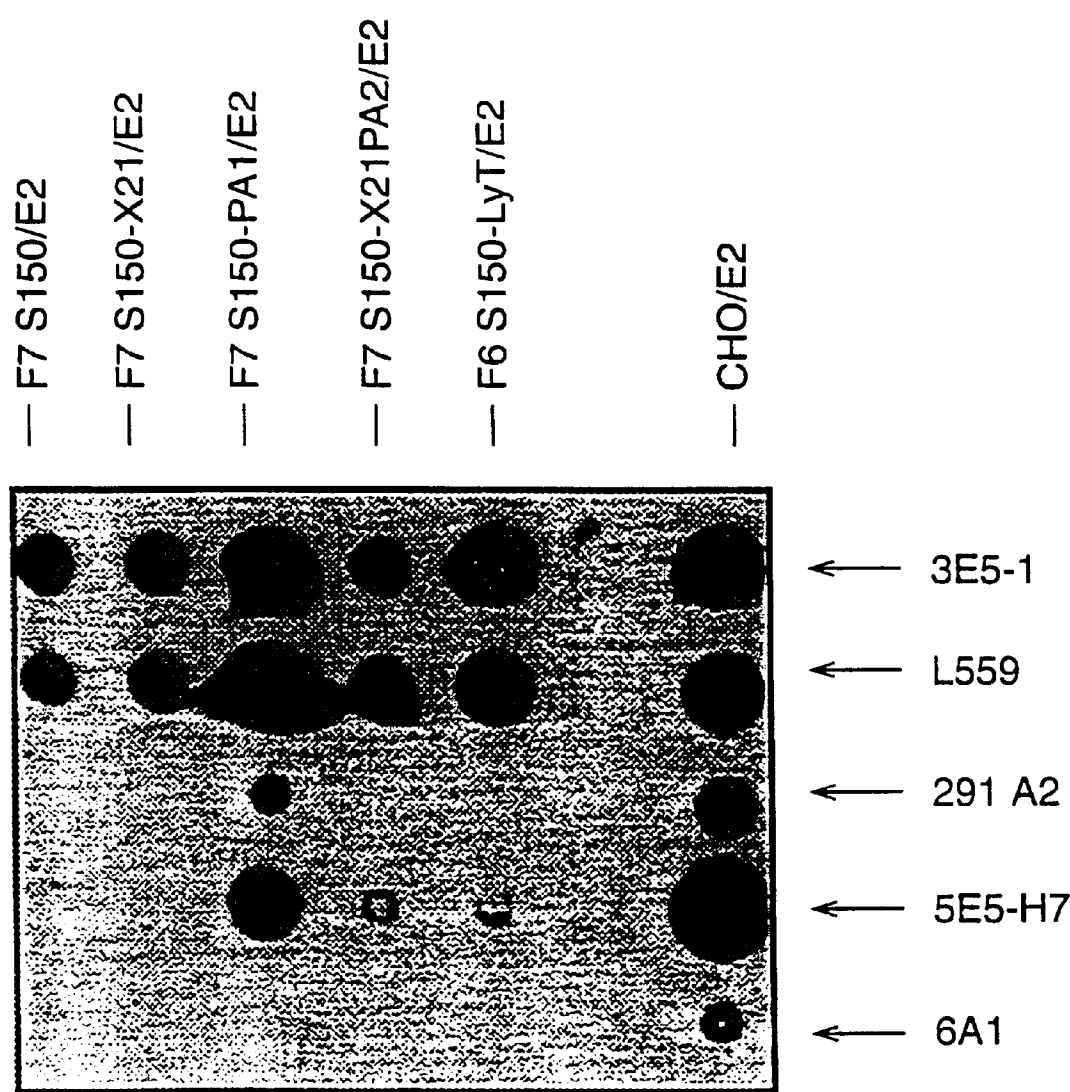 F7 S150/E2
F7 S150-X21/E2
F7 S150-PA1/E2
F7 S150-X21PA2/E2
F6 S150-LyT/E2
CHO/E2
3E5-1
L559
291 A2
5E5-H7
6A1